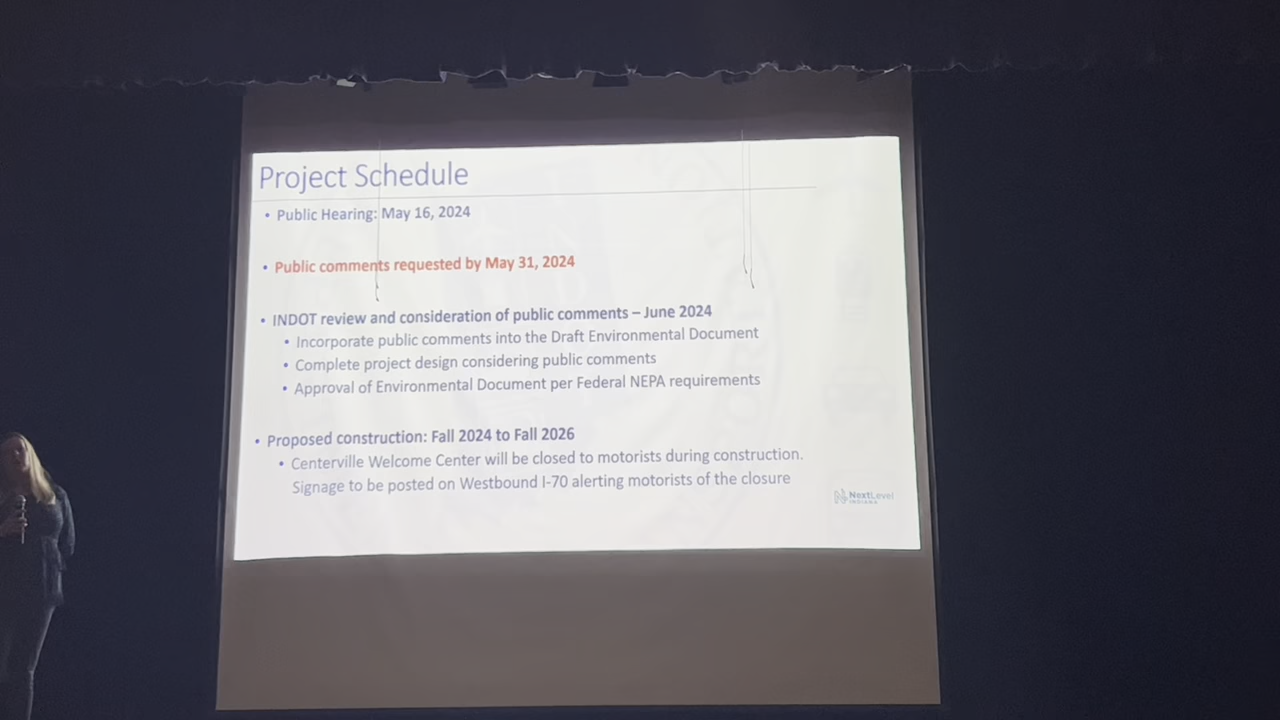 Project Schedule
• Public Hearing: May 16, 2024
• Public comments requested by May 31, 2024
• INDOT review and consideration of public comments – June 2024
• Incorporate public comments into the Draft Environmental Document
• Complete project design considering public comments
• Approval of Environmental Document per Federal NEPA requirements
• Proposed construction: Fall 2024 to Fall 2026
• Centerville Welcome Center will be closed to motorists during construction.
Signage to be posted on Westbound I-70 alerting motorists of the closure
NextLevel
INDIANA